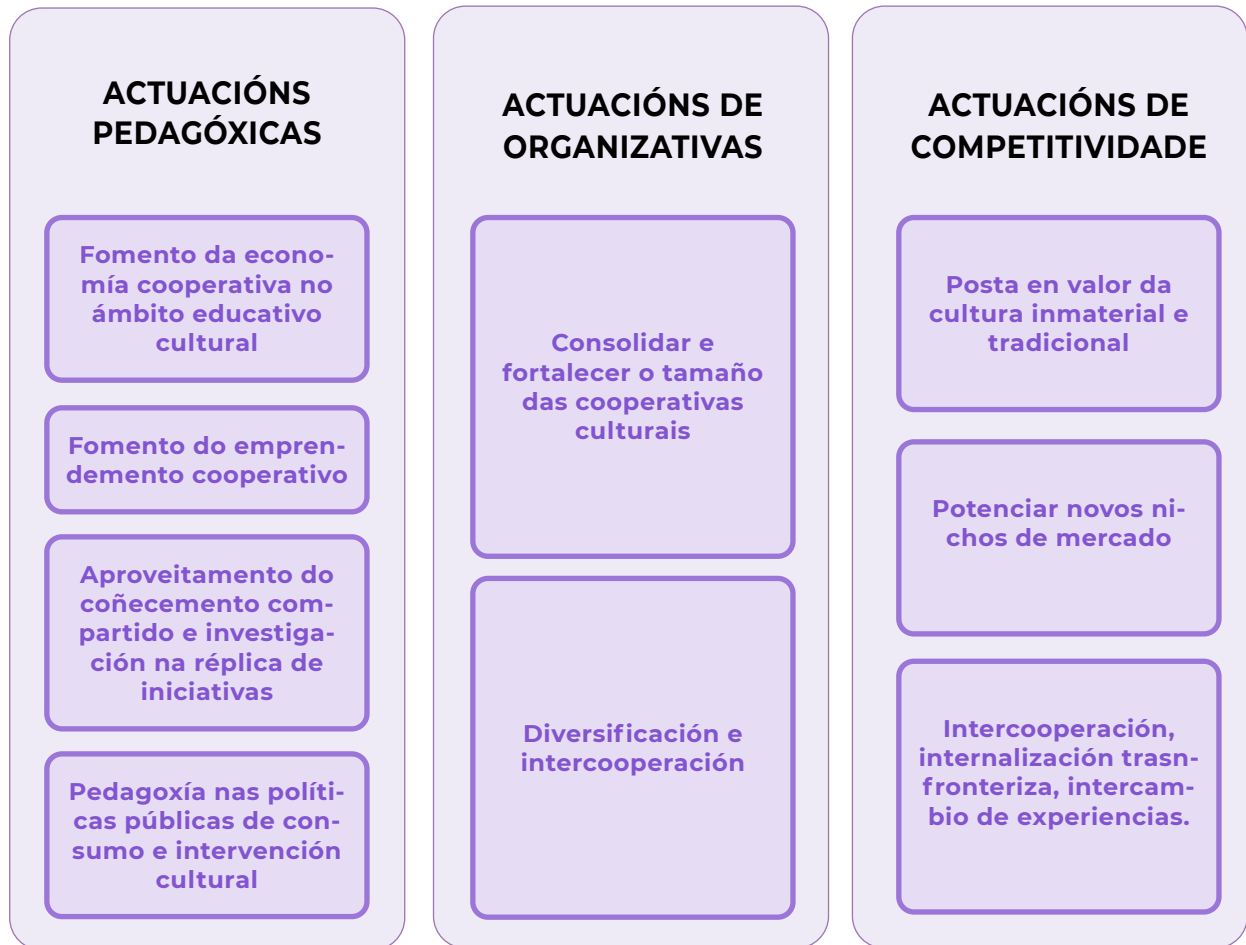 ACTUACIÓNS
PEDAGÓXICAS
Fomento da econo-
mía cooperativa no
ámbito educativo
cultural
Fomento do empren-
demento cooperativo
Aproveitamento do
coñecemento com-
partido e investiga-
ción na réplica de
iniciativas
Pedagoxía nas políti-
cas públicas de con-
sumo e intervención
cultural
ACTUACIÓNS DE
ORGANIZATIVAS
Consolidar e
fortalecer o tamaño
das cooperativas
culturais
Diversificación e
intercooperación
ACTUACIÓNS DE
COMPETITIVIDADE
Posta en valor da
cultura inmaterial e
tradicional
Potenciar novos ni-
chos de mercado
Intercooperación,
internalización trasn-
fronteriza, intercam-
bio de experiencias.